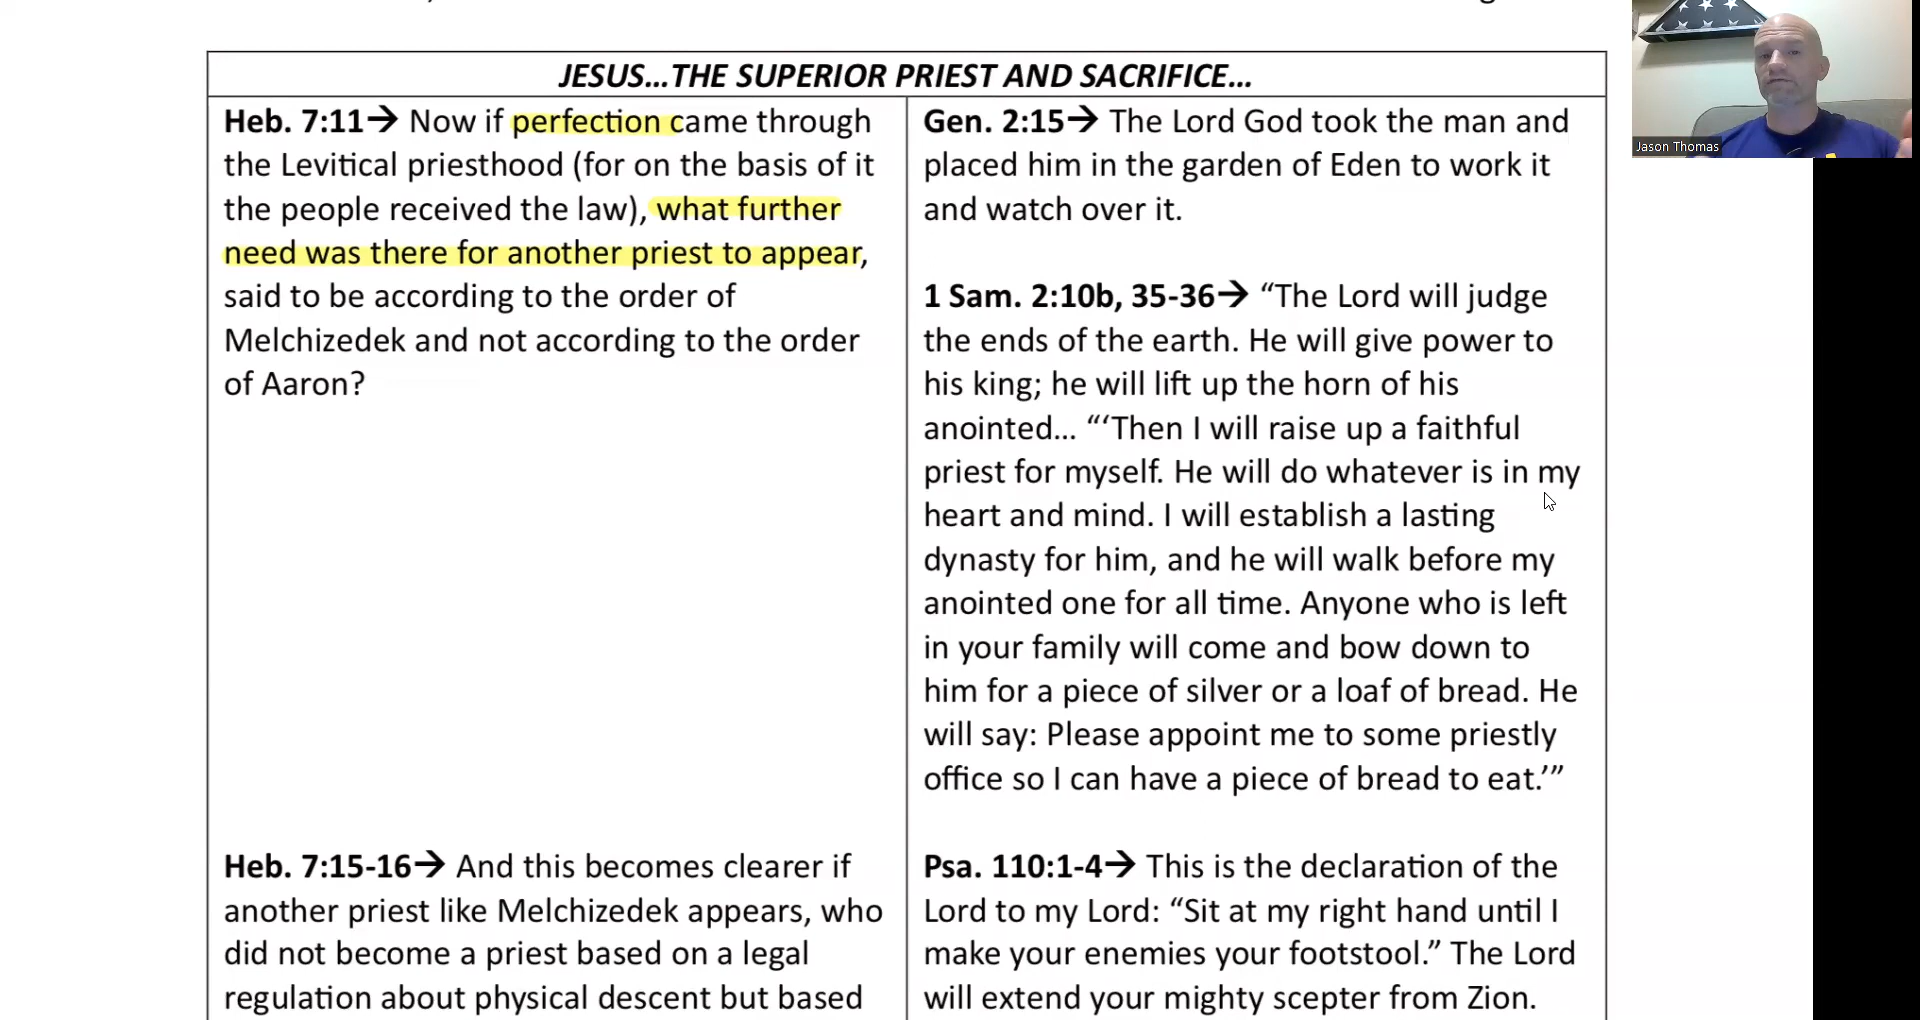 JESUS…THE SUPERIOR PRIEST AND SACRIFICE…
Heb. 7:11→ Now if perfection came through
the Levitical priesthood (for on the basis of it
the people received the law), what further
need was there for another priest to appear,
said to be according to the order of
Melchizedek and not according to the order
of Aaron?
Heb. 7:15-16→ And this becomes clearer if
another priest like Melchizedek appears, who
did not become a priest based on a legal
regulation about physical descent but based
Gen. 2:15→ The Lord God took the man and
placed him in the garden of Eden to work it
and watch over it.
1 Sam. 2:10b, 35-36→ “The Lord will judge
the ends of the earth. He will give power to
his king; he will lift up the horn of his
anointed… “‘Then I will raise up a faithful
priest for myself. He will do whatever is in my
heart and mind. I will establish a lasting
dynasty for him, and he will walk before my
anointed one for all time. Anyone who is left
in your family will come and bow down to
him for a piece of silver or a loaf of bread. He
will say: Please appoint me to some priestly
office so I can have a piece of bread to eat.’”
Psa. 110:1-4→ This is the declaration of the
Lord to my Lord: “Sit at my right hand until I
make your enemies your footstool.” The Lord
will extend your mighty scepter from Zion.
Jason Thomas